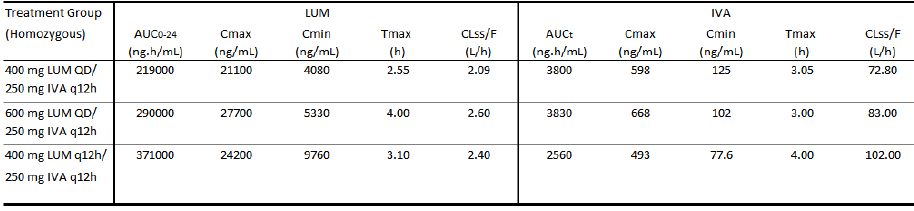 Treatment Group LUM IVA
(Homozygous) AUC0-24 Cmax Cmin Tmax CLss/F AUCt Cmax Cmin Tmax CLss/F
(ng.h/mL) (ng/mL) (ng/mL) (h) (L/h) (ng.h/mL) (ng/mL) (ng/mL) (h) (L/h)
400 mg LUM QD/ 219000 21100 4080 2.55 2.09 3800 598 125 3.05 72.80
250 mg IVA q12h
600 mg LUM QD/ 290000 27700 5330 4.00 2.60 3830 668 102 3.00 83.00
250 mg IVA q12h
400 mg LUM q12h/ 371000 24200 9760 3.10 2.40 2560 493 77.6 4.00 102.00
250 mg IVA q12h